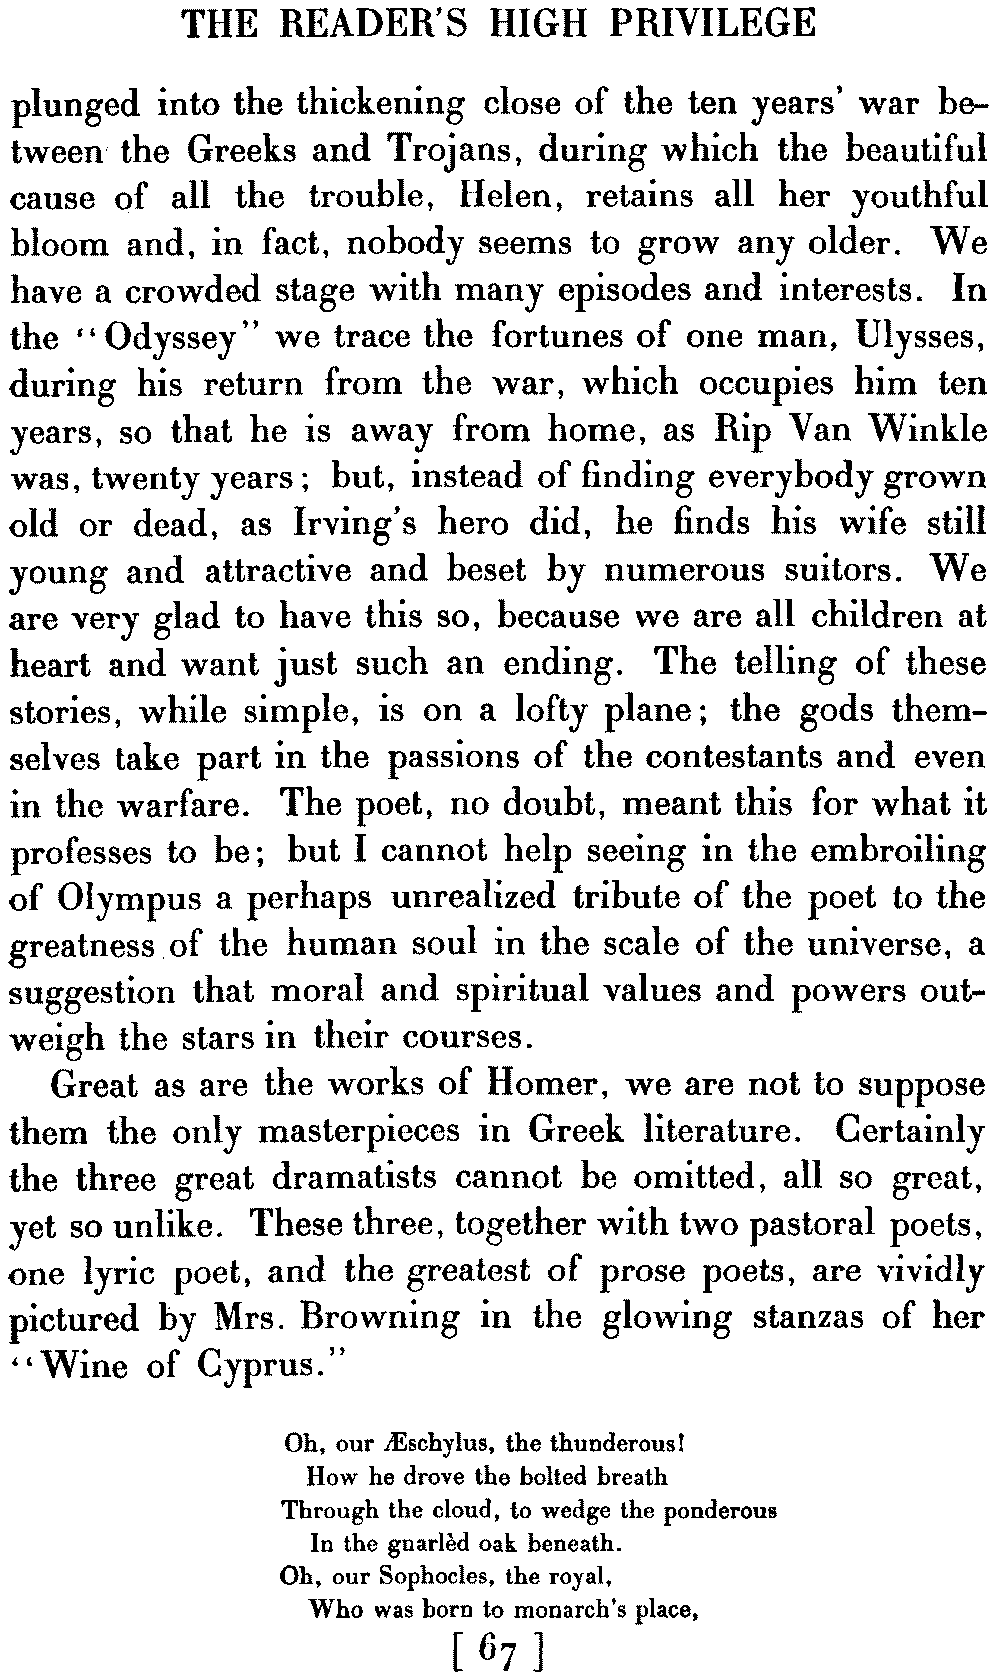 THE READER'S HIGH PRIVILEGE
plunged into the thickening close of the ten years' war be-
tween the Greeks and Trojans, during which the beautiful
cause of all the trouble, Helen, retains all her youthful
bloom and, in fact, nobody seems to grow any older. We
have a crowded stage with many episodes and interests. In
the "Odyssey" we trace the fortunes of one man, Ulysses,
during his return from the war, which occupies him ten
years, so that he is away from home, as Rip Van Winkle
was, twenty years; but, instead of finding everybody grown
old or dead, as Irving's hero did, he finds his wife still
young and attractive and beset by numerous suitors. We
are very glad to have this so, because we are all children at
heart and want just such an ending. The telling of these
stories, while simple, is on a lofty plane; the gods them-
selves take part in the passions of the contestants and even
in the warfare. The poet, no doubt, meant this for what it
professes to be; but I cannot help seeing in the embroiling
of Olympus a perhaps unrealized tribute of the poet to the
greatness of the human soul in the scale of the universe, a
suggestion that moral and spiritual values and powers out-
weigh the stars in their courses.
Great as are the works of Homer, we are not to suppose
them the only masterpieces in Greek literature. Certainly
the three great dramatists cannot be omitted, all so great,
yet so unlike. These three, together with two pastoral poets,
one lyric poet, and the greatest of prose poets, are vividly
pictured by Mrs. Browning in the glowing stanzas of her
"Wine of Cyprus."
Oh, our Æschylus, the thunderous!
How he drove the bolted breath
Through the cloud, to wedge the ponderous
In the gnarlèd oak beneath.
Oh, our Sophocles, the royal,
Who was born to monarch's place,
[ 67 ]